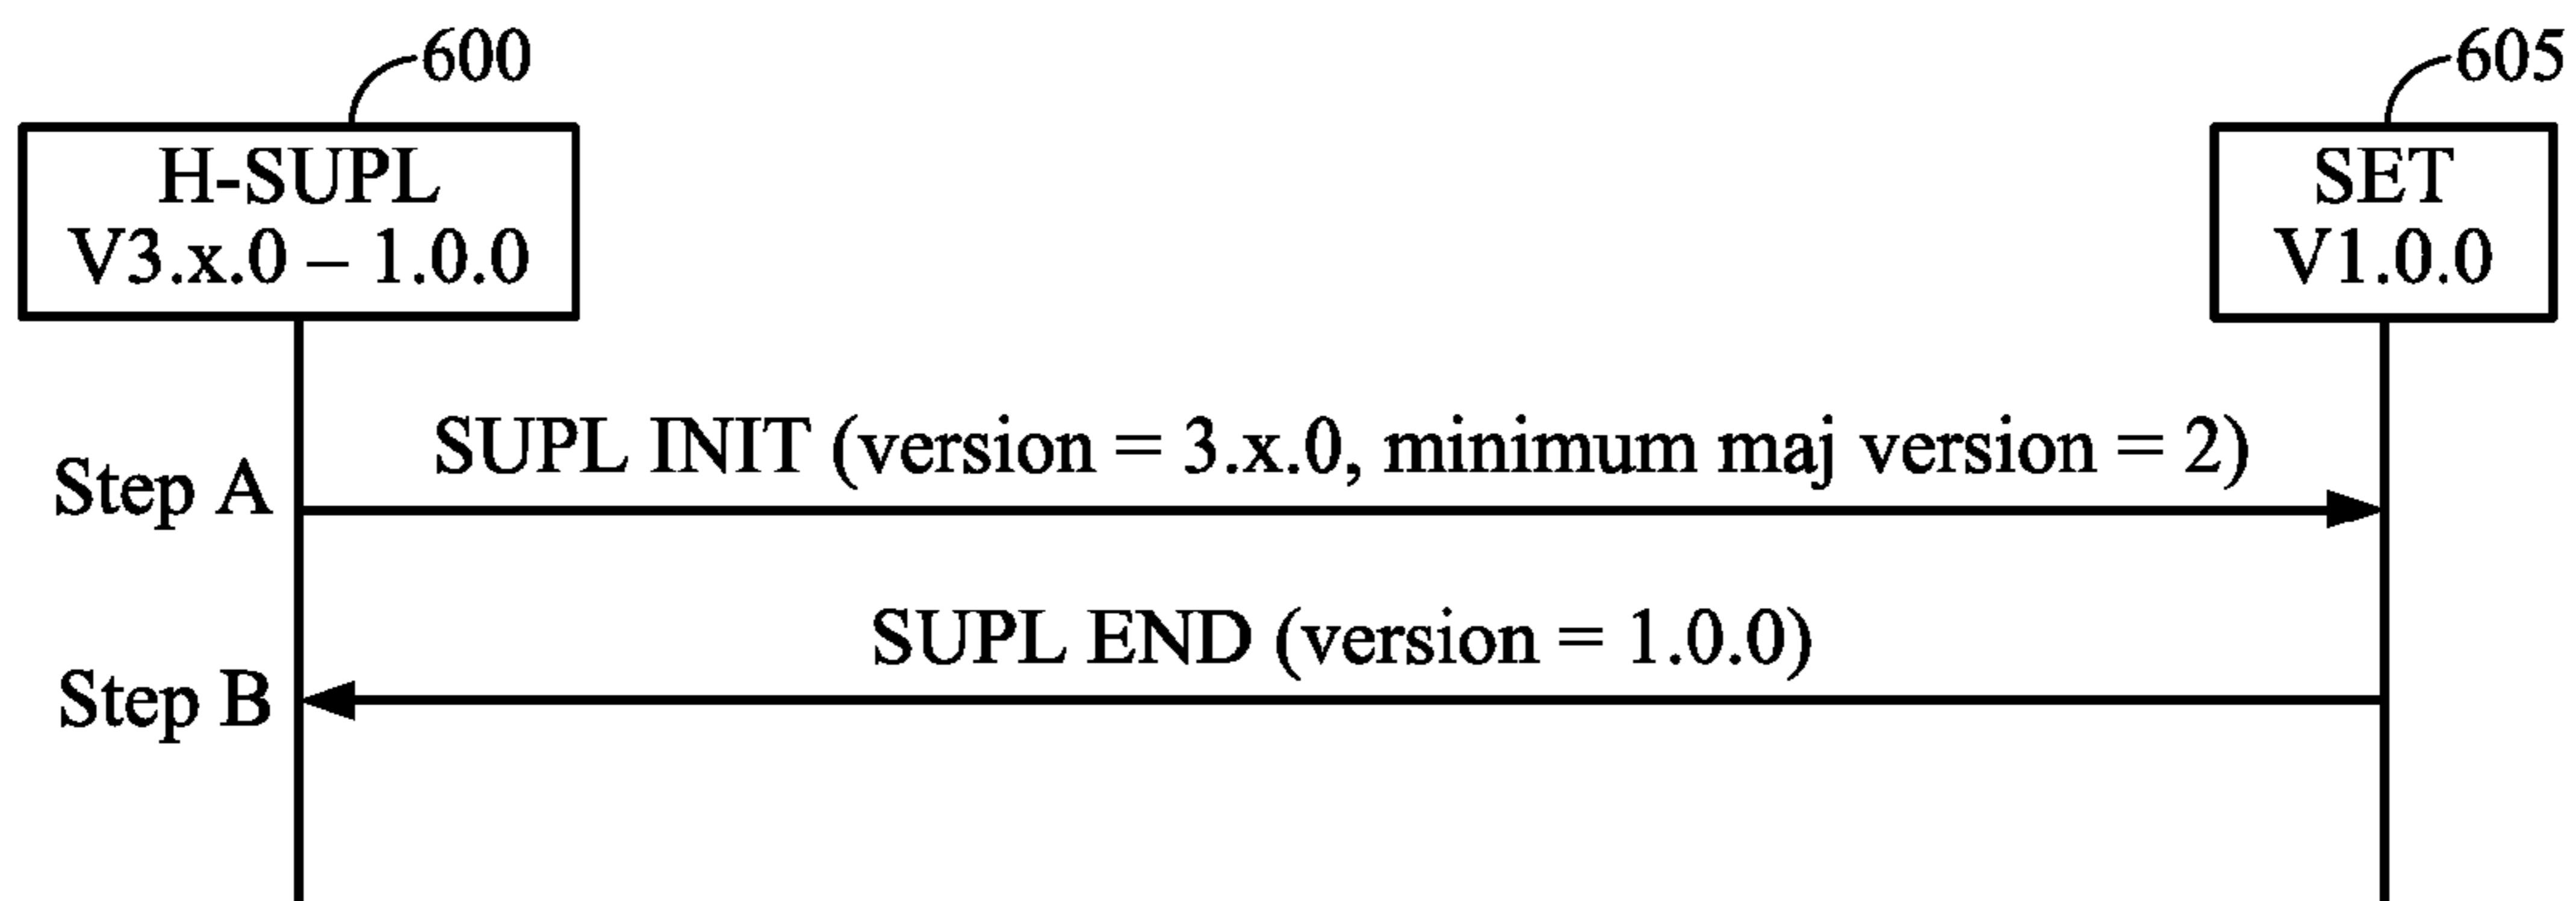 600
605
H-SUPL
V3.x.0 – 1.0.0
SET
V1.0.0
SUPL INIT (version = 3.x.0, minimum maj version = 2)
Step A
SUPL END (version = 1.0.0)
Step B